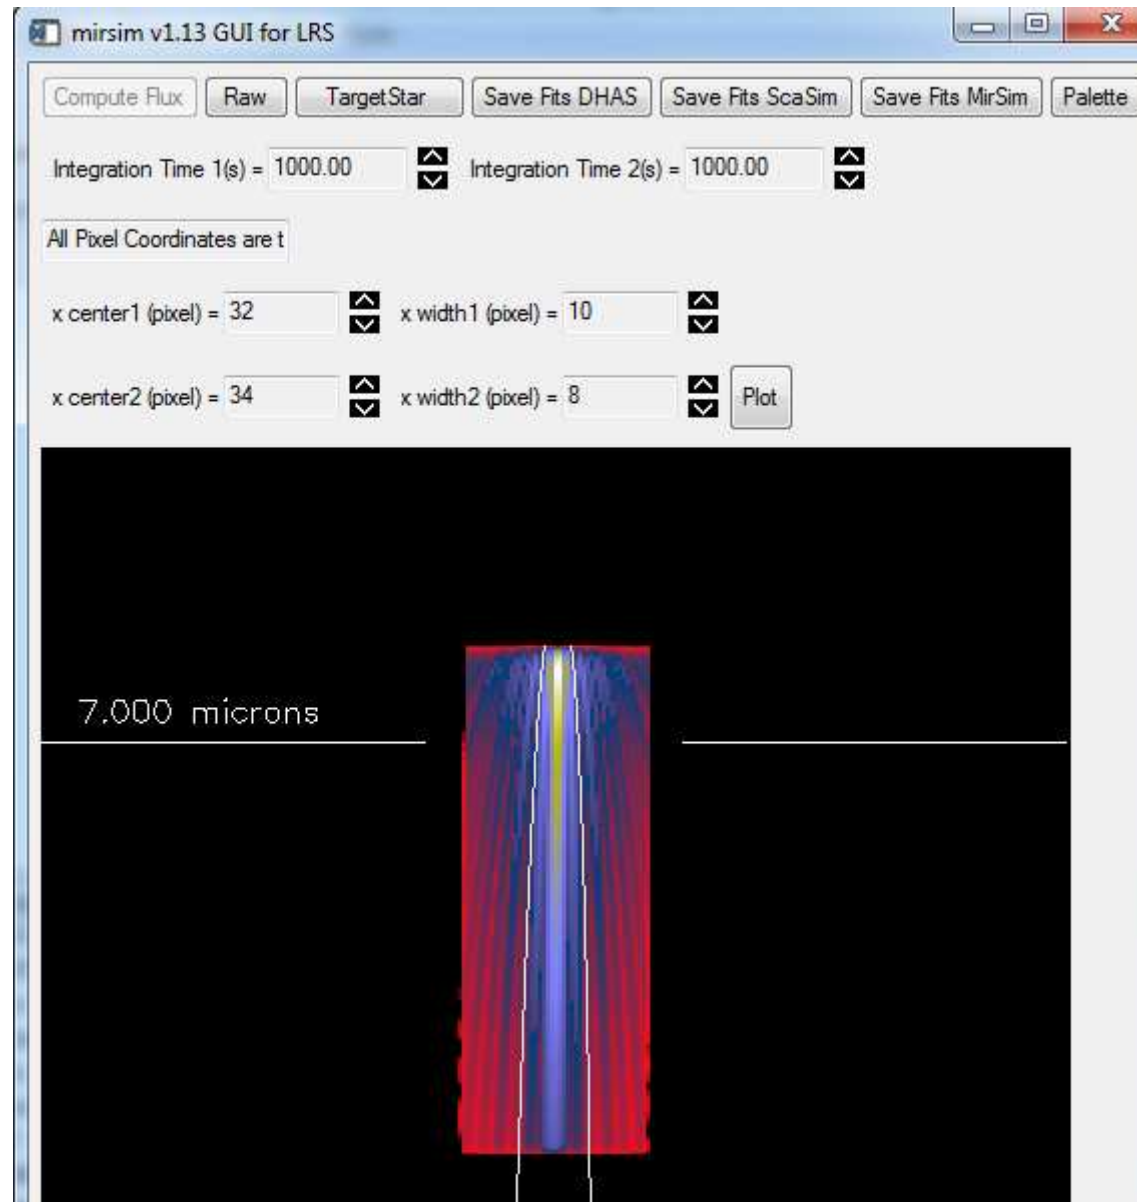 mirsim v1.13 GUI for LRS
Compute Flux Raw TargetStar Save Fits DHAS Save Fits ScaSim Save Fits MirSim Palette
Integration Time 1(s) = 1000.00 Integration Time 2(s) = 1000.00
All Pixel Coordinates are t
x center1 (pixel) = 32 x width1 (pixel) = 10
x center2 (pixel) = 34 x width2 (pixel) = 8 Plot
7.000 microns